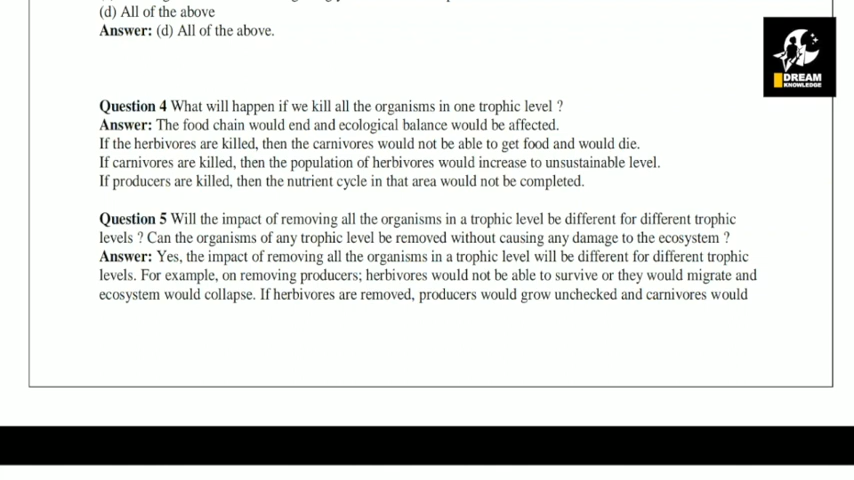 (d) All of the above
Answer: (d) All of the above.
DREAM
KNOWLEDGE
Question 4 What will happen if we kill all the organisms in one trophic level ?
Answer: The food chain would end and ecological balance would be affected.
If the herbivores are killed, then the carnivores would not be able to get food and would die.
If carnivores are killed, then the population of herbivores would increase to unsustainable level.
If producers are killed, then the nutrient cycle in that area would not be completed.
Question 5 Will the impact of removing all the organisms in a trophic level be different for different trophic
levels ? Can the organisms of any trophic level be removed without causing any damage to the ecosystem ?
Answer: Yes, the impact of removing all the organisms in a trophic level will be different for different trophic
levels. For example, on removing producers; herbivores would not be able to survive or they would migrate and
ecosystem would collapse. If herbivores are removed, producers would grow unchecked and carnivores would